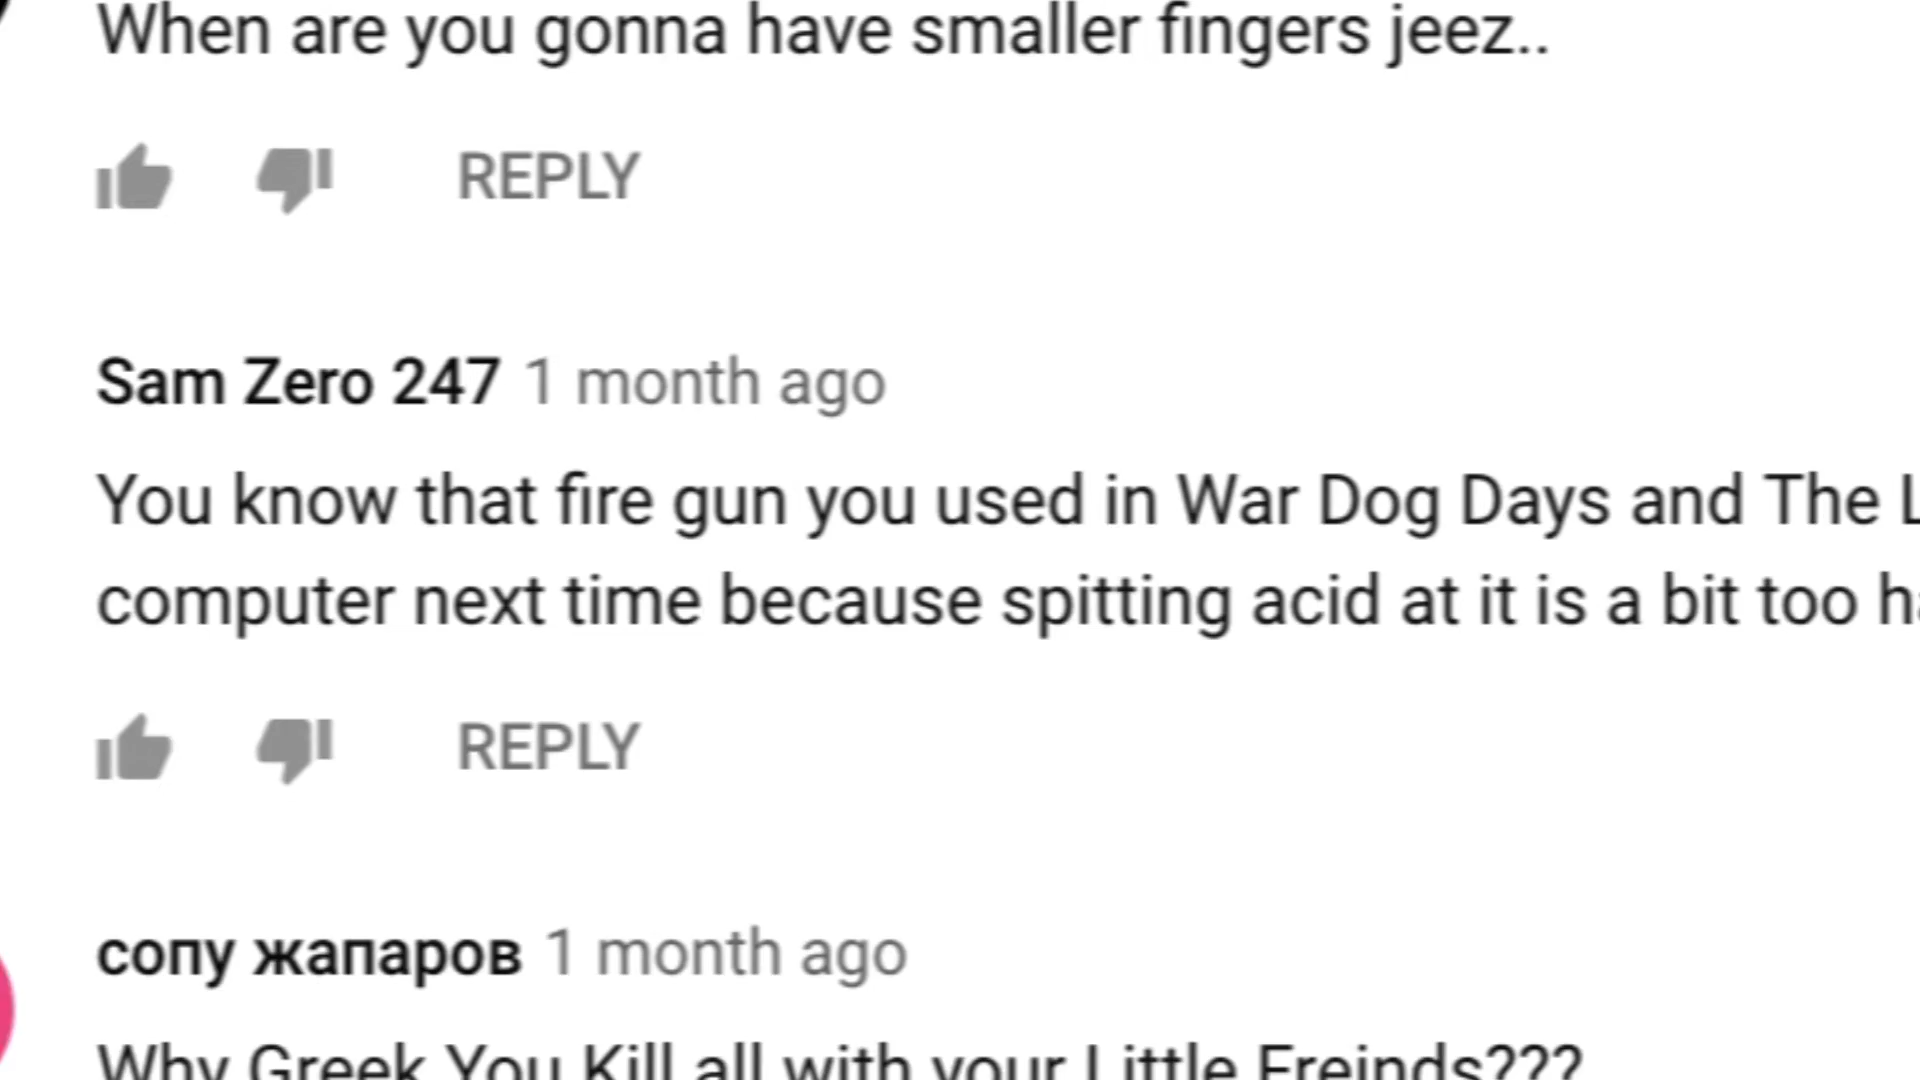 When are you gonna have smaller fingers jeez..
REPLY
Sam Zero 247 1 month ago
You know that fire gun you used in War Dog Days and The
computer next time because spitting acid at it is a bit too
REPLY
сопу жапаров 1 month ago
Why Greek You Kill all with your Little Freinds???